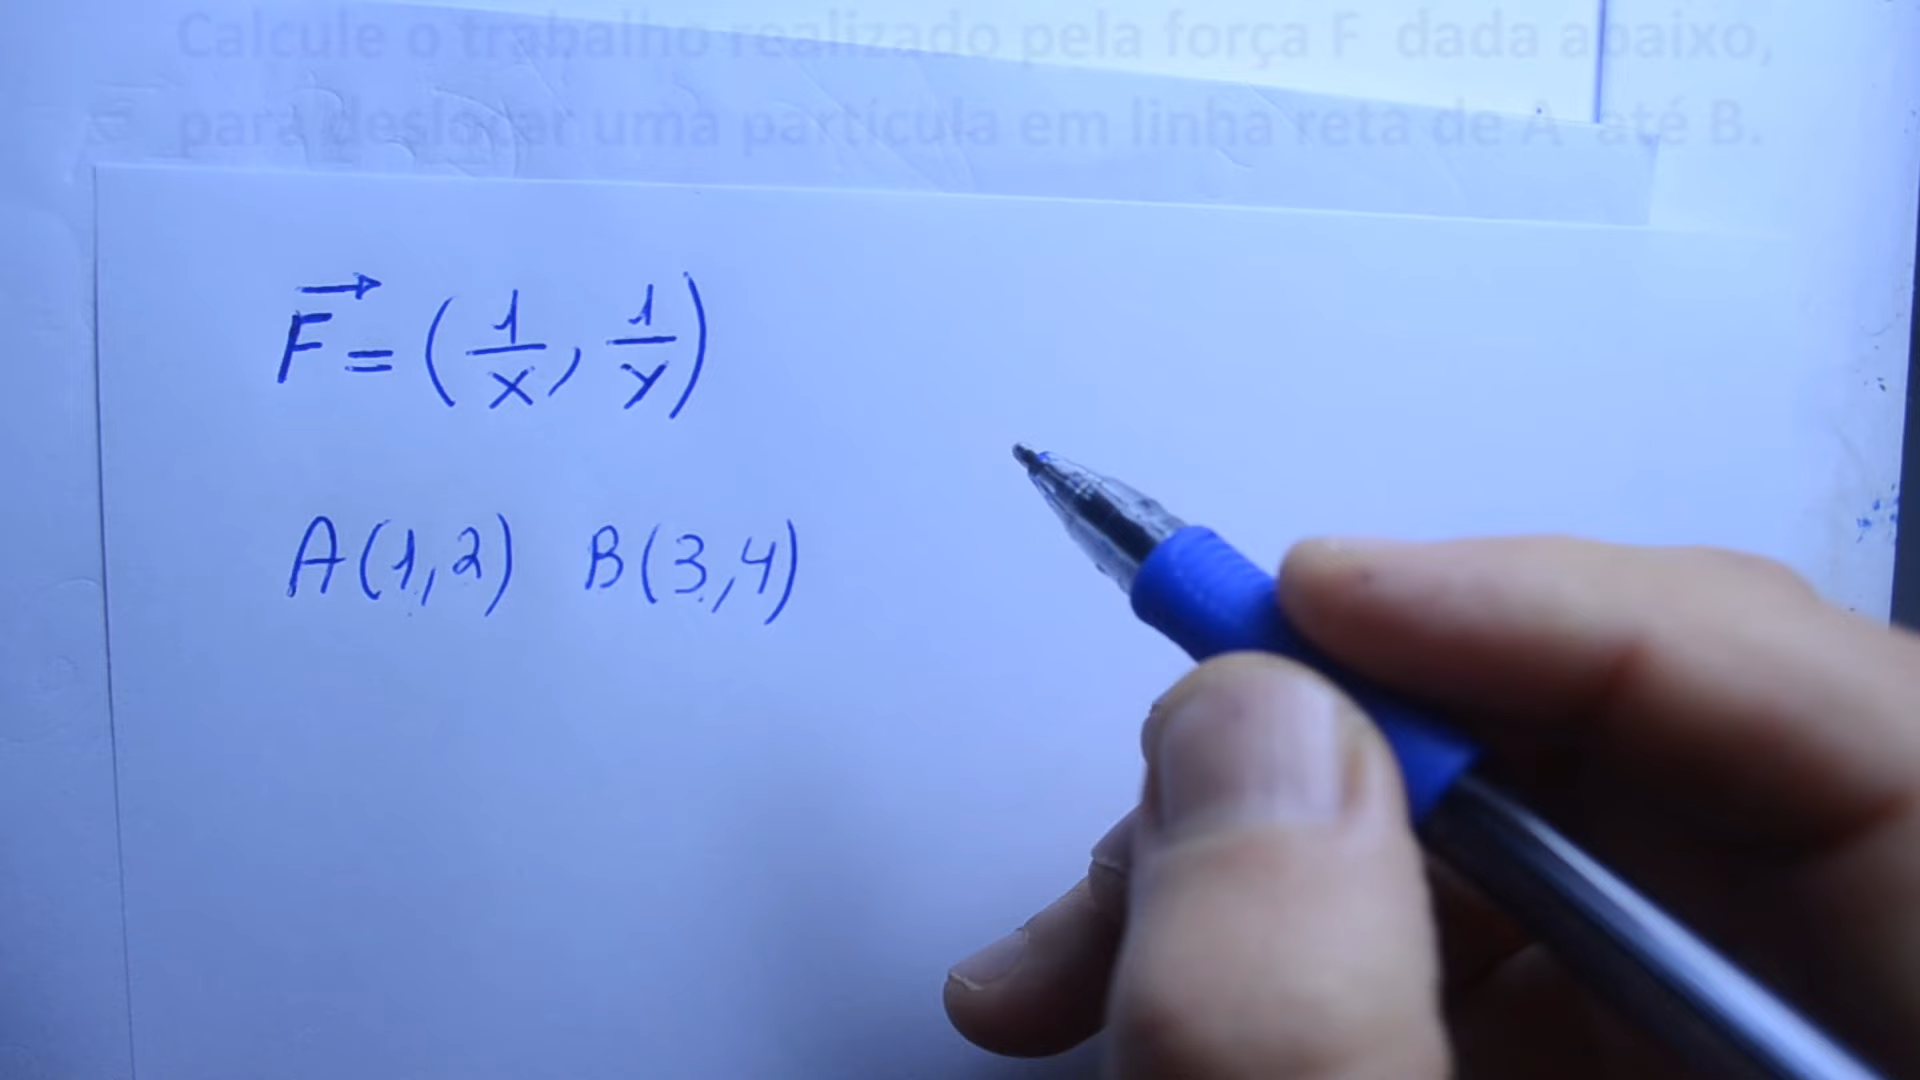 Calcule o trabalho realizado pela força F dada abaixo,
para deslocar uma partícula em linha reta de A até B.
F⃗ = (1/x, 1/y)
A(1,2) B(3,4)